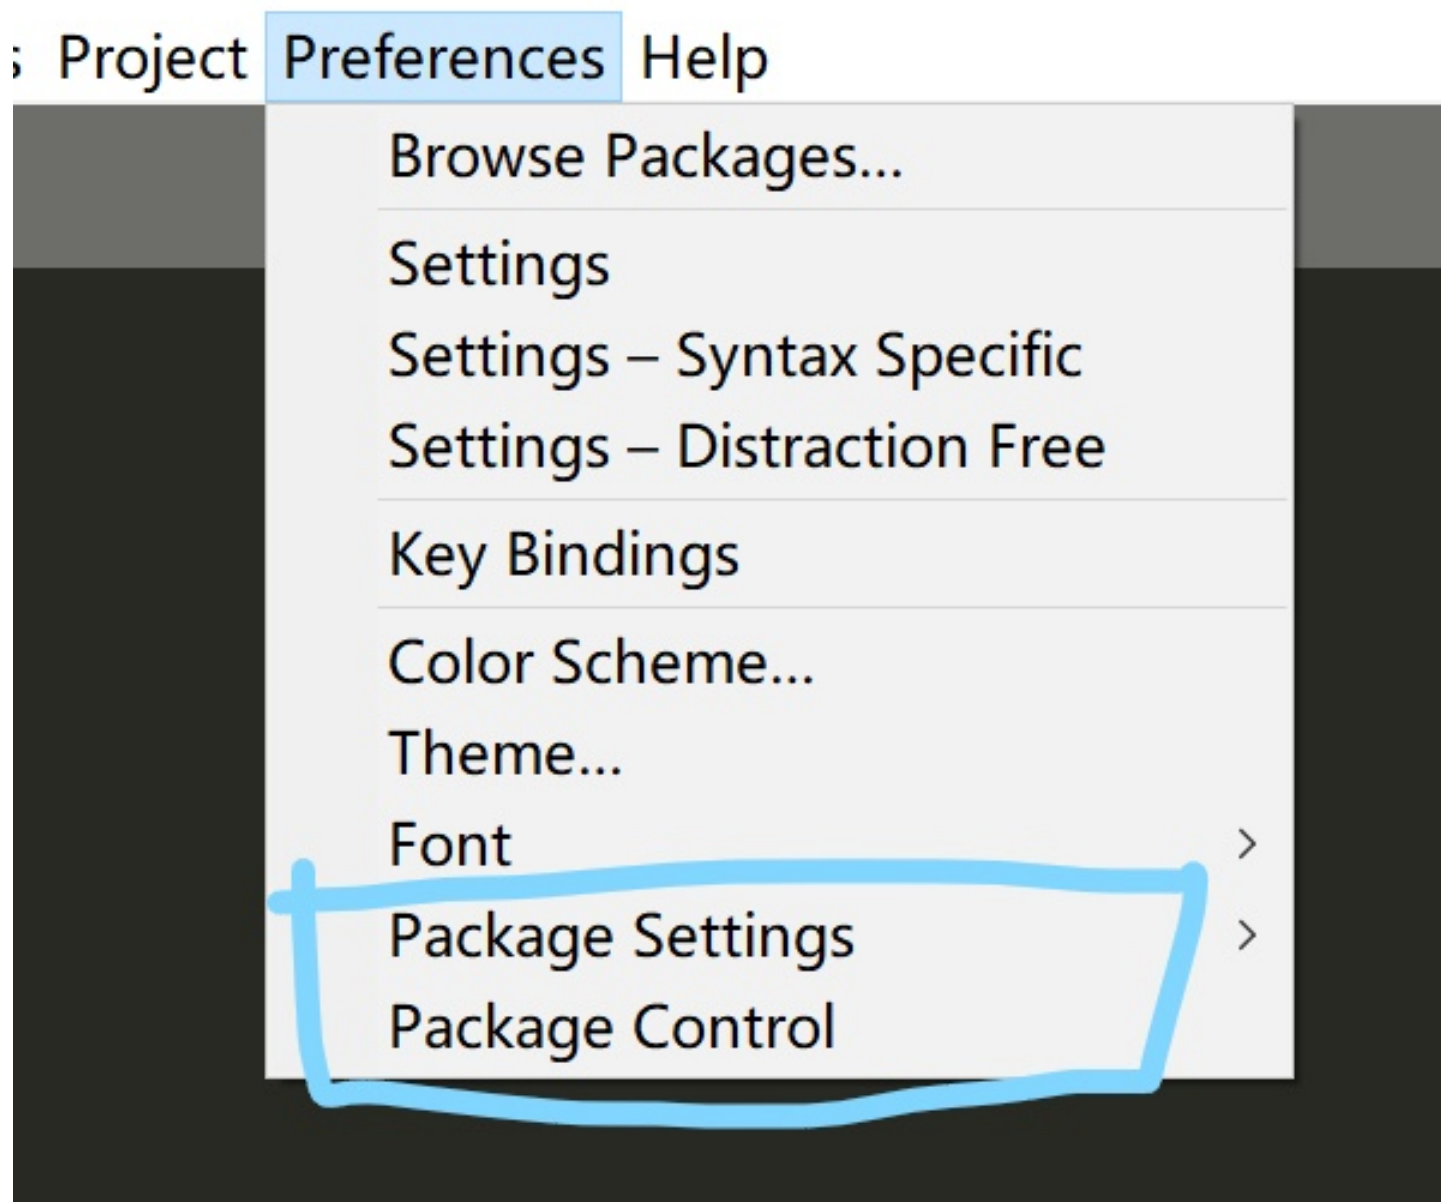 Project Preferences Help
Browse Packages...
Settings
Settings – Syntax Specific
Settings – Distraction Free
Key Bindings
Color Scheme...
Theme...
Font
Package Settings
Package Control